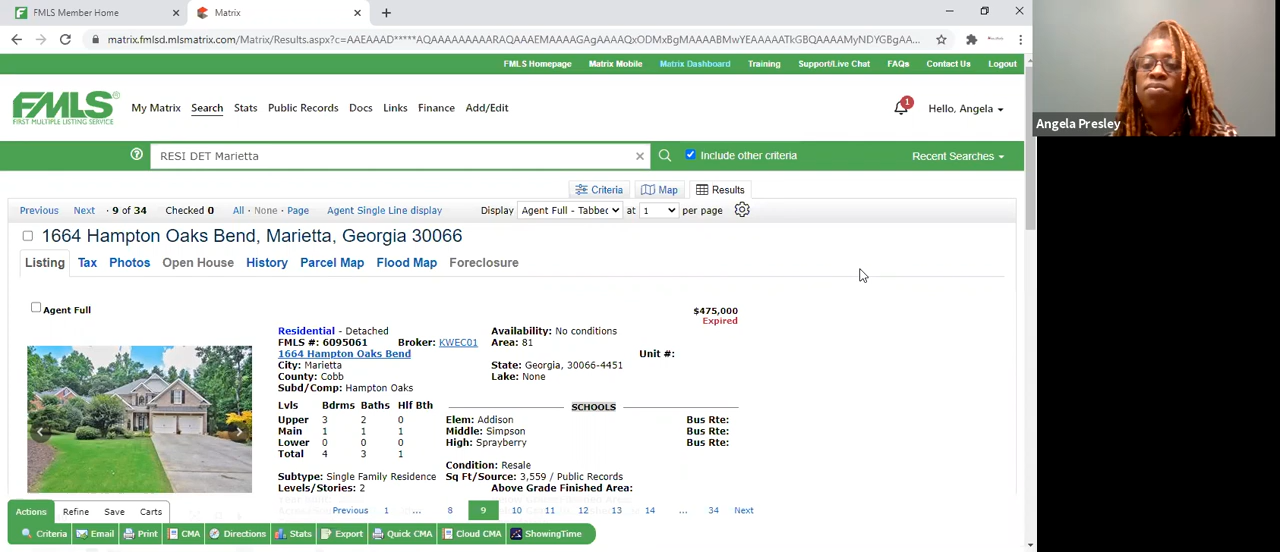 FMLS Member Home
Matrix
matrix.fmlsd.mlsmatrix.com/Matrix/Results.aspx?c=AAEAAAD*****AQAAAAAAAAARAQAAAEMAAAAGAgAAAAQxODMxBgMAAAABMwYEAAAAATkGBQAAAAMyNDYGBgAA...
FMLS Homepage Matrix Mobile Matrix Dashboard Training Support/Live Chat FAQs Contact Us Logout
FMLS®
FIRST MULTIPLE LISTING SERVICE
My Matrix Search Stats Public Records Docs Links Finance Add/Edit
1
Hello, Angela
RESI DET Marietta
Include other criteria
Recent Searches
Criteria Map Results
Previous Next · 9 of 34 Checked 0 All · None · Page Agent Single Line display Display Agent Full - Tabbec at 1 per page
1664 Hampton Oaks Bend, Marietta, Georgia 30066
Listing Tax Photos Open House History Parcel Map Flood Map Foreclosure
Agent Full
$475,000
Expired
Residential - Detached Availability: No conditions
FMLS #: 6095061 Broker: KWEC01 Area: 81
1664 Hampton Oaks Bend Unit #:
City: Marietta State: Georgia, 30066-4451
County: Cobb Lake: None
Subd/Comp: Hampton Oaks
Lvls Bdrms Baths Hlf Bth SCHOOLS
Upper 3 2 0 Elem: Addison Bus Rte:
Main 1 1 1 Middle: Simpson Bus Rte:
Lower 0 0 0 High: Sprayberry Bus Rte:
Total 4 3 1
Condition: Resale
Subtype: Single Family Residence Sq Ft/Source: 3,559 / Public Records
Levels/Stories: 2 Above Grade Finished Area:
Previous 1 ... 8 9 10 11 12 13 14 ... 34 Next
Actions Refine Save Carts
Criteria Email Print CMA Directions Stats Export Quick CMA Cloud CMA ShowingTime
Angela Presley